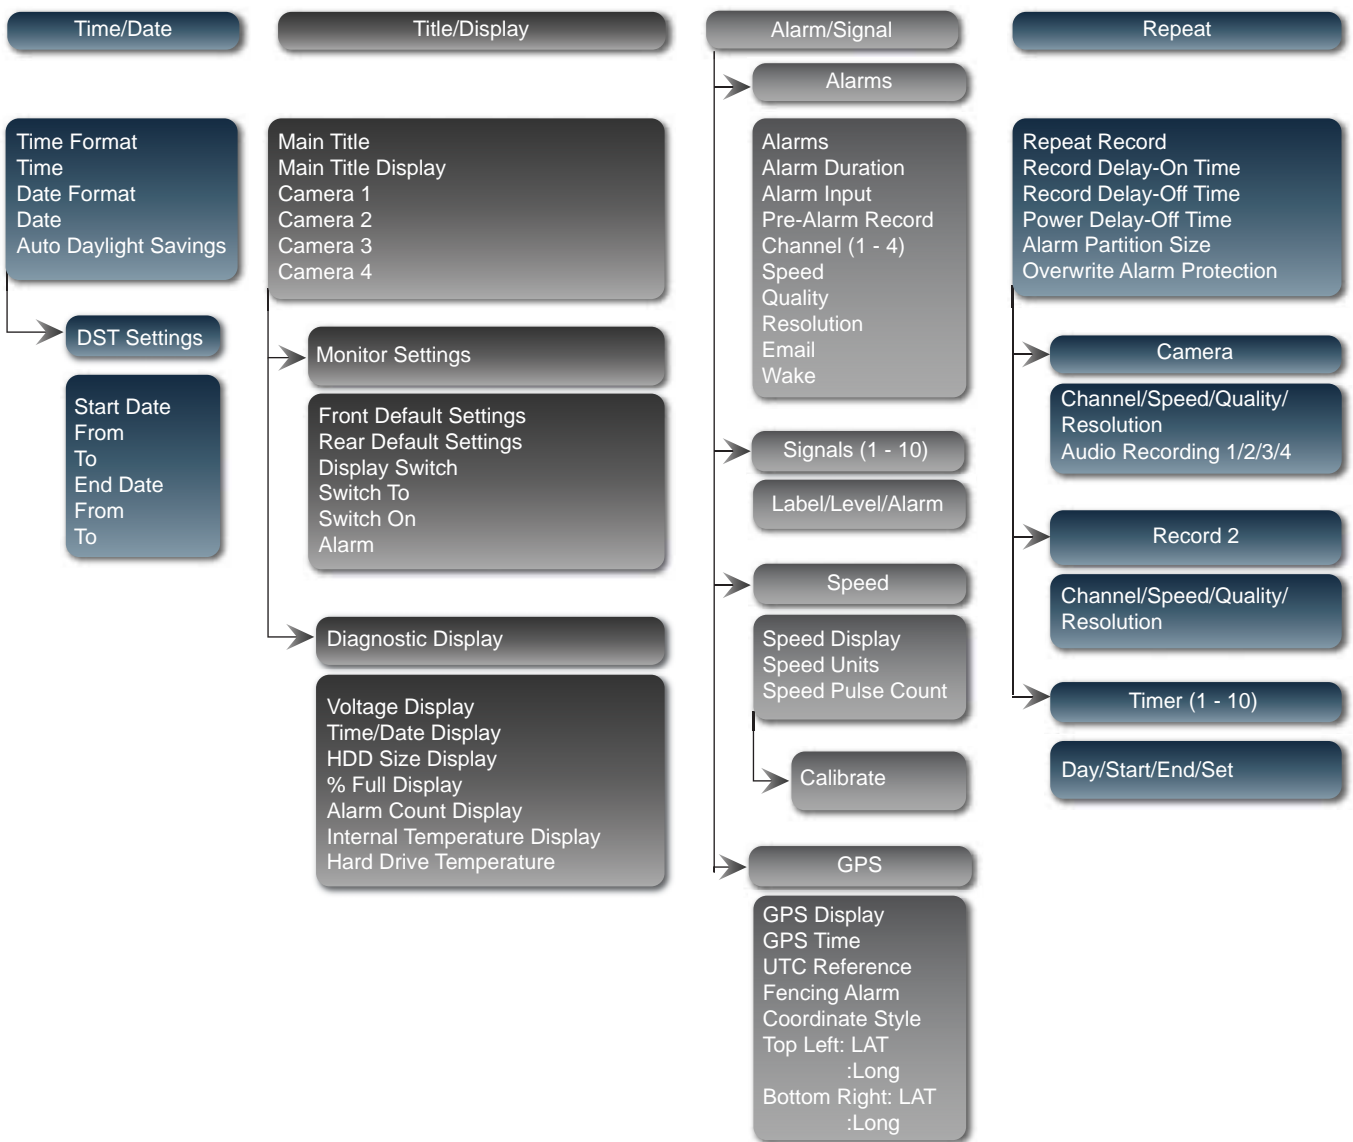 Time/Date
Time Format
Time
Date Format
Date
Auto Daylight Savings
DST Settings
Start Date
From
To
End Date
From
To
Title/Display
Main Title
Main Title Display
Camera 1
Camera 2
Camera 3
Camera 4
Monitor Settings
Front Default Settings
Rear Default Settings
Display Switch
Switch To
Switch On
Alarm
Diagnostic Display
Voltage Display
Time/Date Display
HDD Size Display
% Full Display
Alarm Count Display
Internal Temperature Display
Hard Drive Temperature
Alarm/Signal
Alarms
Alarms
Alarm Duration
Alarm Input
Pre-Alarm Record
Channel (1 - 4)
Speed
Quality
Resolution
Email
Wake
Signals (1 - 10)
Label/Level/Alarm
Speed
Speed Display
Speed Units
Speed Pulse Count
Calibrate
GPS
GPS Display
GPS Time
UTC Reference
Fencing Alarm
Coordinate Style
Top Left: LAT
:Long
Bottom Right: LAT
:Long
Repeat
Repeat Record
Record Delay-On Time
Record Delay-Off Time
Power Delay-Off Time
Alarm Partition Size
Overwrite Alarm Protection
Camera
Channel/Speed/Quality/
Resolution
Audio Recording 1/2/3/4
Record 2
Channel/Speed/Quality/
Resolution
Timer (1 - 10)
Day/Start/End/Set